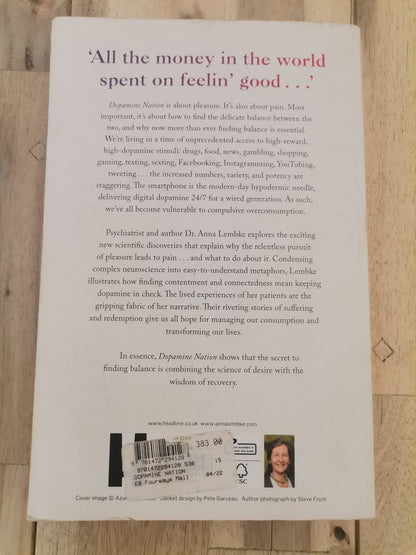 ‘All the money in the world
spent on feelin’ good . . .’
Dopamine Nation is about pleasure. It’s also about pain. Most
important, it’s about how to find the delicate balance between the
two, and why now more than ever finding balance is essential.
We’re living in a time of unprecedented access to high-reward,
high-dopamine stimuli: drugs, food, news, gambling, shopping,
gaming, texting, sexting, Facebooking, Instagramming, YouTubing,
tweeting . . . the increased numbers, variety, and potency are
staggering. The smartphone is the modern-day hypodermic needle,
delivering digital dopamine 24/7 for a wired generation. As such,
we’ve all become vulnerable to compulsive overconsumption.
Psychiatrist and author Dr. Anna Lembke explores the exciting
new scientific discoveries that explain why the relentless pursuit
of pleasure leads to pain . . . and what to do about it. Condensing
complex neuroscience into easy-to-understand metaphors, Lembke
illustrates how finding contentment and connectedness mean keeping
dopamine in check. The lived experiences of her patients are the
gripping fabric of her narrative. Their riveting stories of suffering
and redemption give us all hope for managing our consumption and
transforming our lives.
In essence, Dopamine Nation shows that the secret to
finding balance is combining the science of desire with the
wisdom of recovery.
www.headline.co.uk www.annalembke.com
383 00
9 781472 294128
9781472294128 530 15
DOPAMINE NATION
EB Fourways Mall 04/22
Cover image © Jacket design by Pete Garceau Author photograph by Steve Fisch